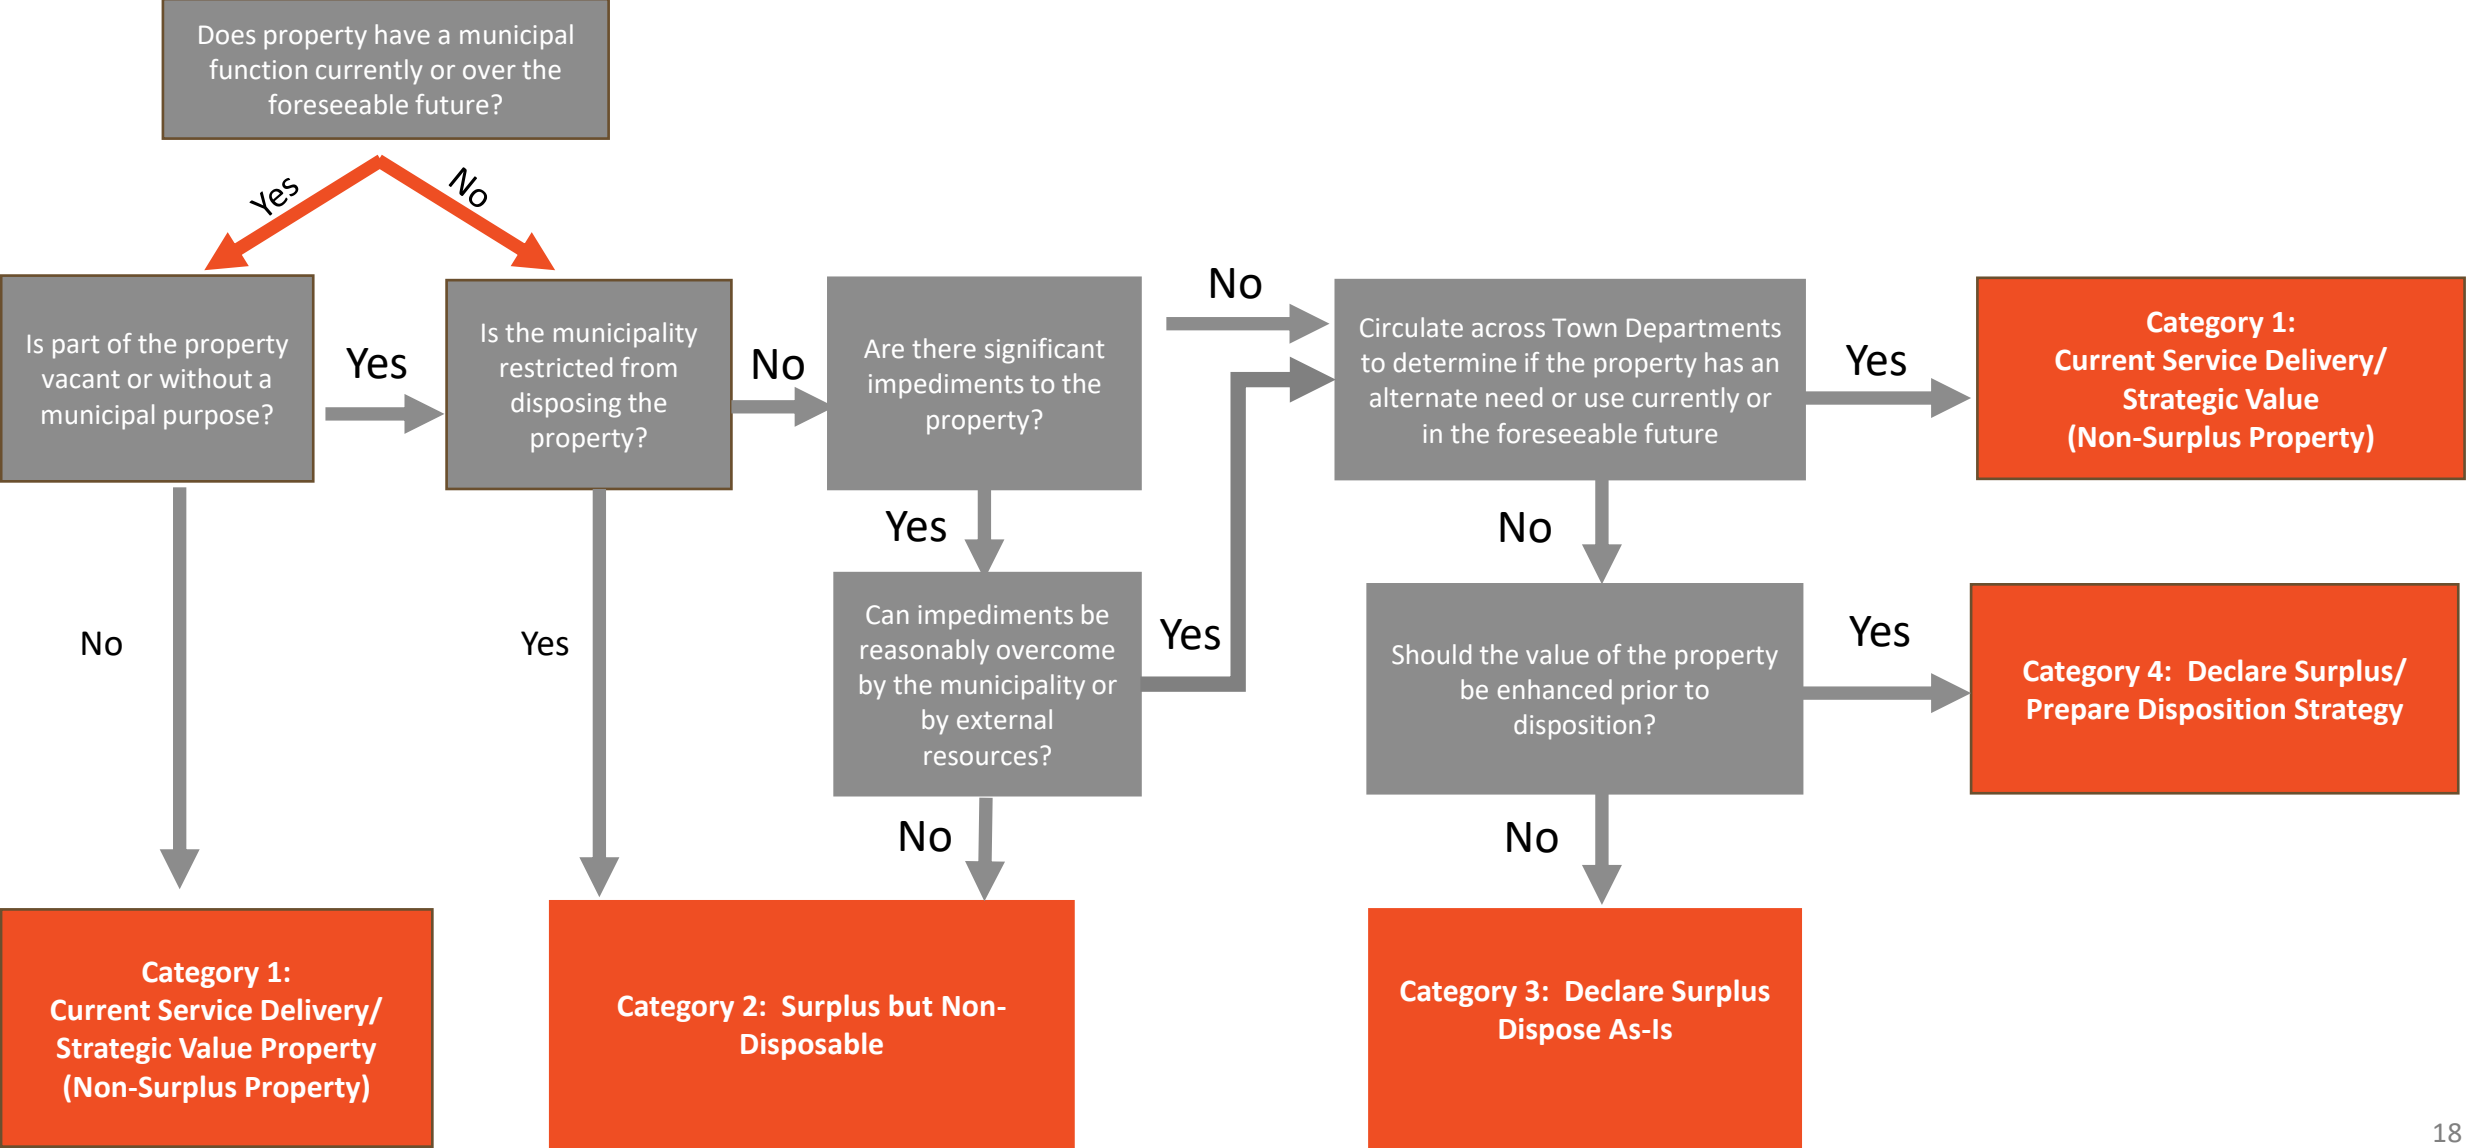 Does property have a municipal
function currently or over the
foreseeable future?
Yes
No
Is part of the property
vacant or without a
municipal purpose?
Yes
Is the municipality
restricted from
disposing the
property?
No
Are there significant
impediments to the
property?
No
Circulate across Town Departments
to determine if the property has an
alternate need or use currently or
in the foreseeable future
Yes
Category 1:
Current Service Delivery/
Strategic Value
(Non-Surplus Property)
Yes
No
No
Yes
Can impediments be
reasonably overcome
by the municipality or
by external
resources?
Yes
Should the value of the property
be enhanced prior to
disposition?
Yes
Category 4:  Declare Surplus/
Prepare Disposition Strategy
No
No
Category 1:
Current Service Delivery/
Strategic Value Property
(Non-Surplus Property)
Category 2:  Surplus but Non-
Disposable
Category 3:  Declare Surplus
Dispose As-Is
18